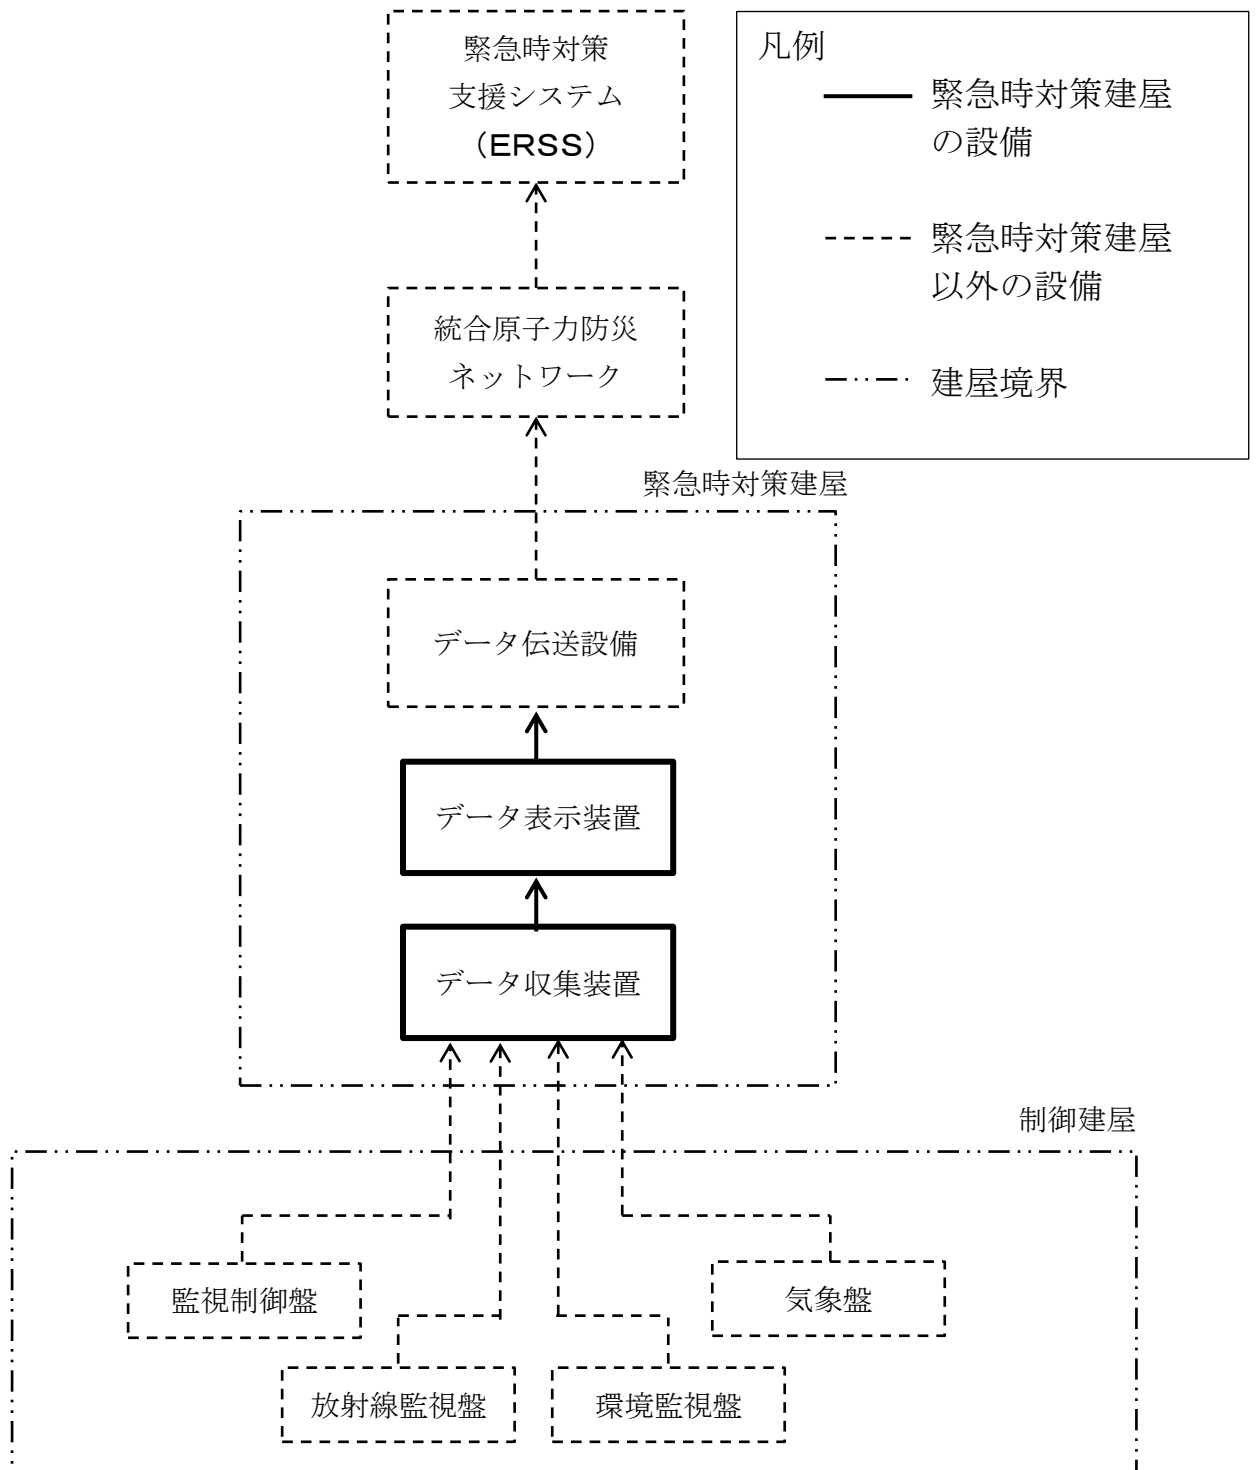 緊急時対策
支援システム
（ERSS）
凡例
緊急時対策建屋
の設備
緊急時対策建屋
以外の設備
建屋境界
統合原子力防災
ネットワーク
緊急時対策建屋
データ伝送設備
データ表示装置
データ収集装置
制御建屋
監視制御盤
気象盤
放射線監視盤
環境監視盤